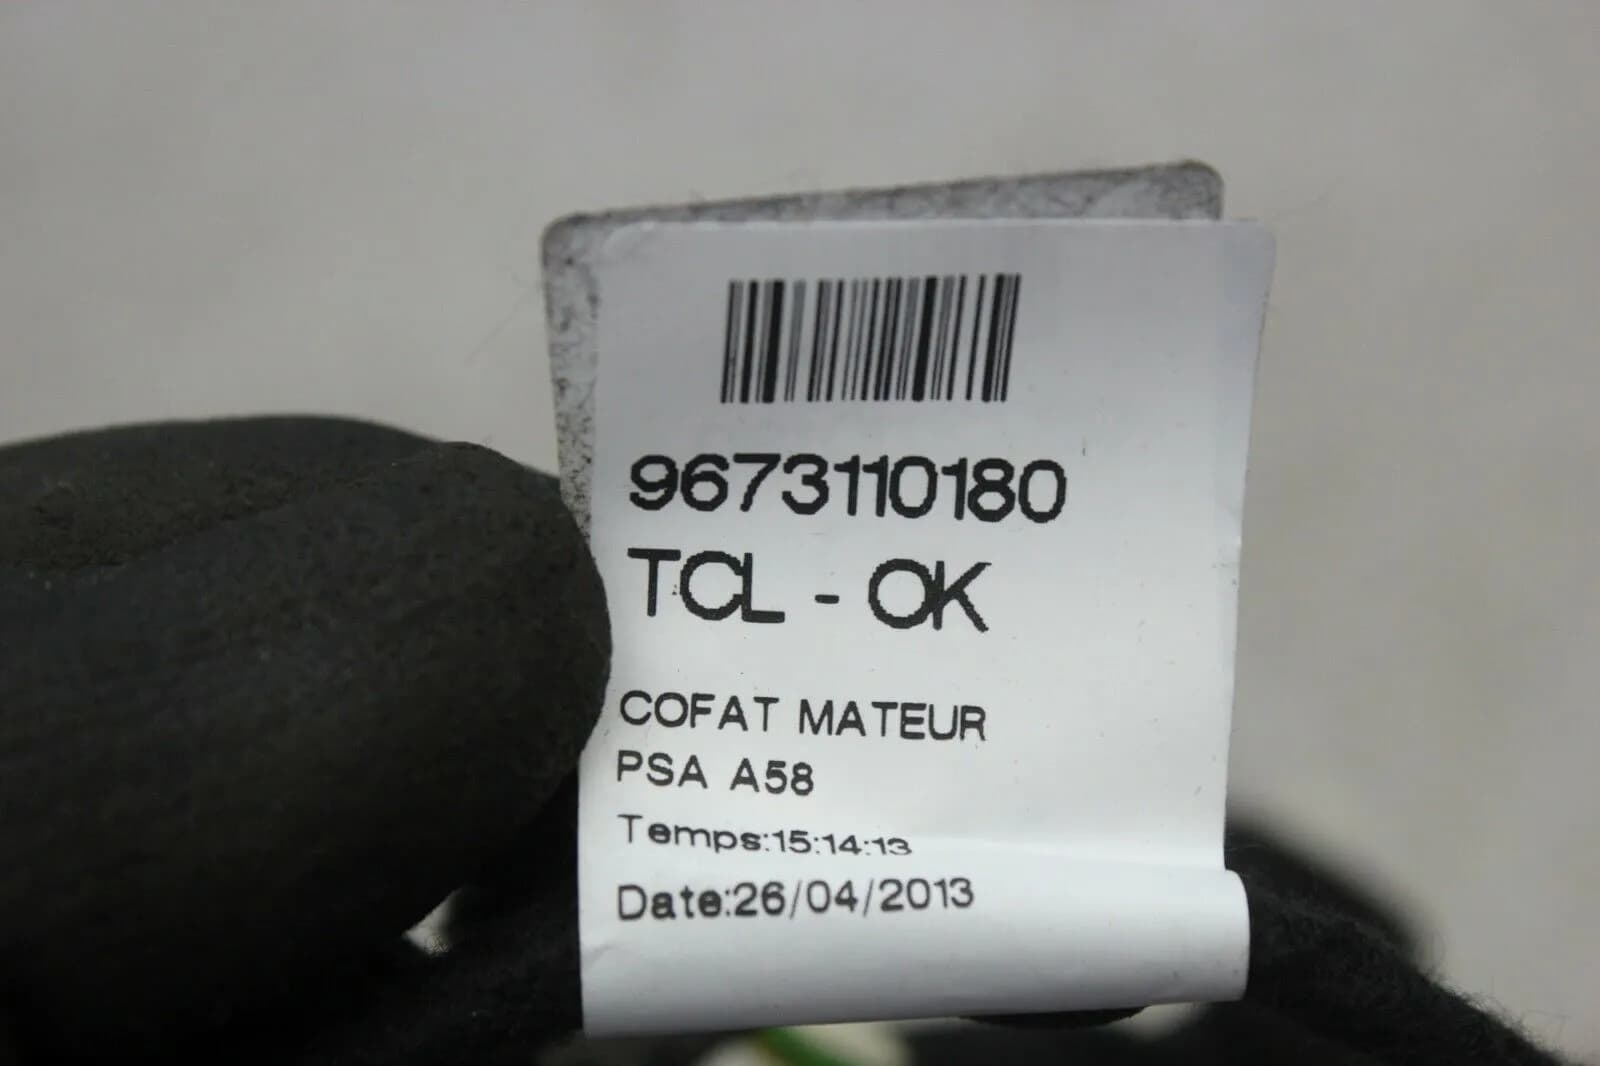 9673110180
TCL - OK
COFAT MATEUR
PSA A58
Temps:15:14:13
Date:26/04/2013